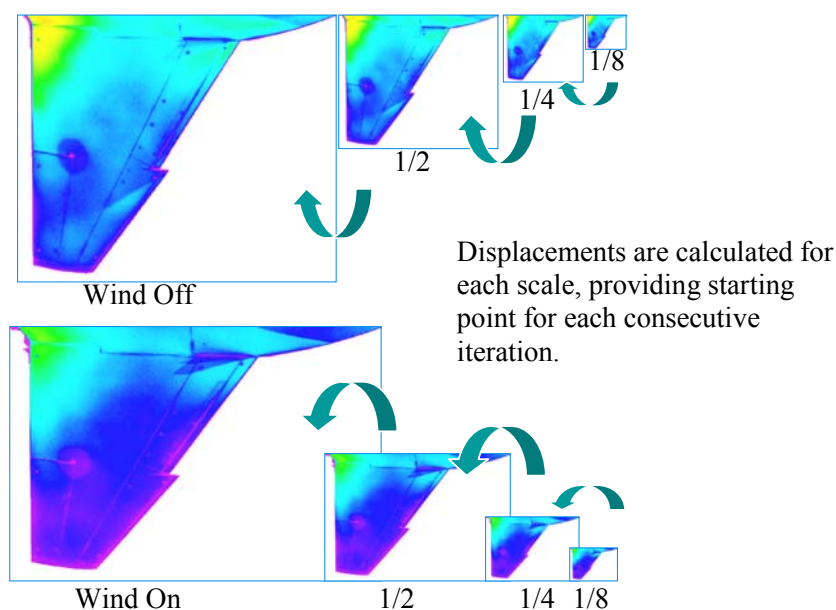 1/8
1/4
1/2
Wind Off
Displacements are calculated for
each scale, providing starting
point for each consecutive
iteration.
Wind On
1/2
1/4
1/8